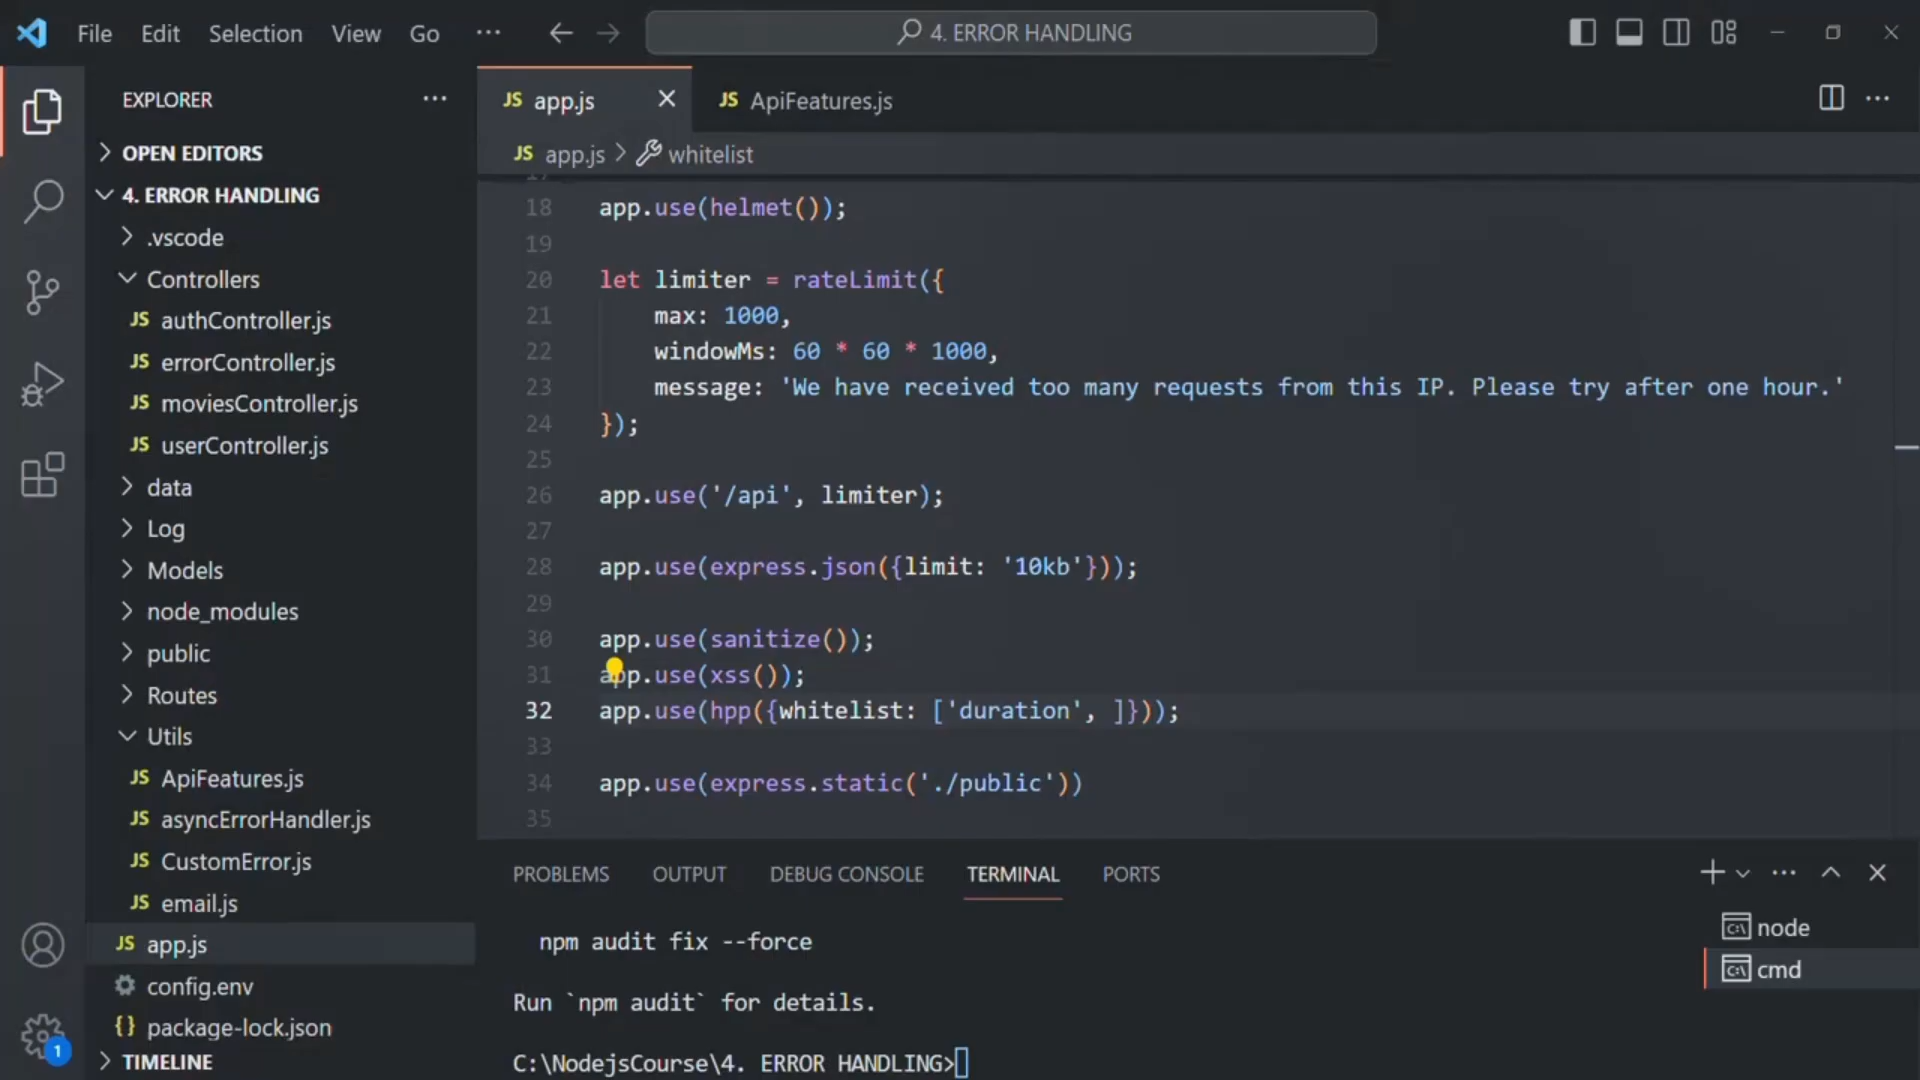 File Edit Selection View Go ···
4. ERROR HANDLING
EXPLORER ···
OPEN EDITORS
4. ERROR HANDLING
.vscode
Controllers
JS authController.js
JS errorController.js
JS moviesController.js
JS userController.js
data
Log
Models
node_modules
public
Routes
Utils
JS ApiFeatures.js
JS asyncErrorHandler.js
JS CustomError.js
JS email.js
JS app.js
config.env
{} package-lock.json
TIMELINE
1
JS app.js
JS ApiFeatures.js
JS app.js > whitelist
17
18 app.use(helmet());
19
20 let limiter = rateLimit({
21 max: 1000,
22 windowMs: 60 * 60 * 1000,
23 message: 'We have received too many requests from this IP. Please try after one hour.'
24 });
25
26 app.use('/api', limiter);
27
28 app.use(express.json({limit: '10kb'}));
29
30 app.use(sanitize());
31 app.use(xss());
32 app.use(hpp({whitelist: ['duration', ]}));
33
34 app.use(express.static('./public'))
35
PROBLEMS OUTPUT DEBUG CONSOLE TERMINAL PORTS
npm audit fix --force
Run `npm audit` for details.
C:\NodejsCourse\4. ERROR HANDLING>
node
cmd